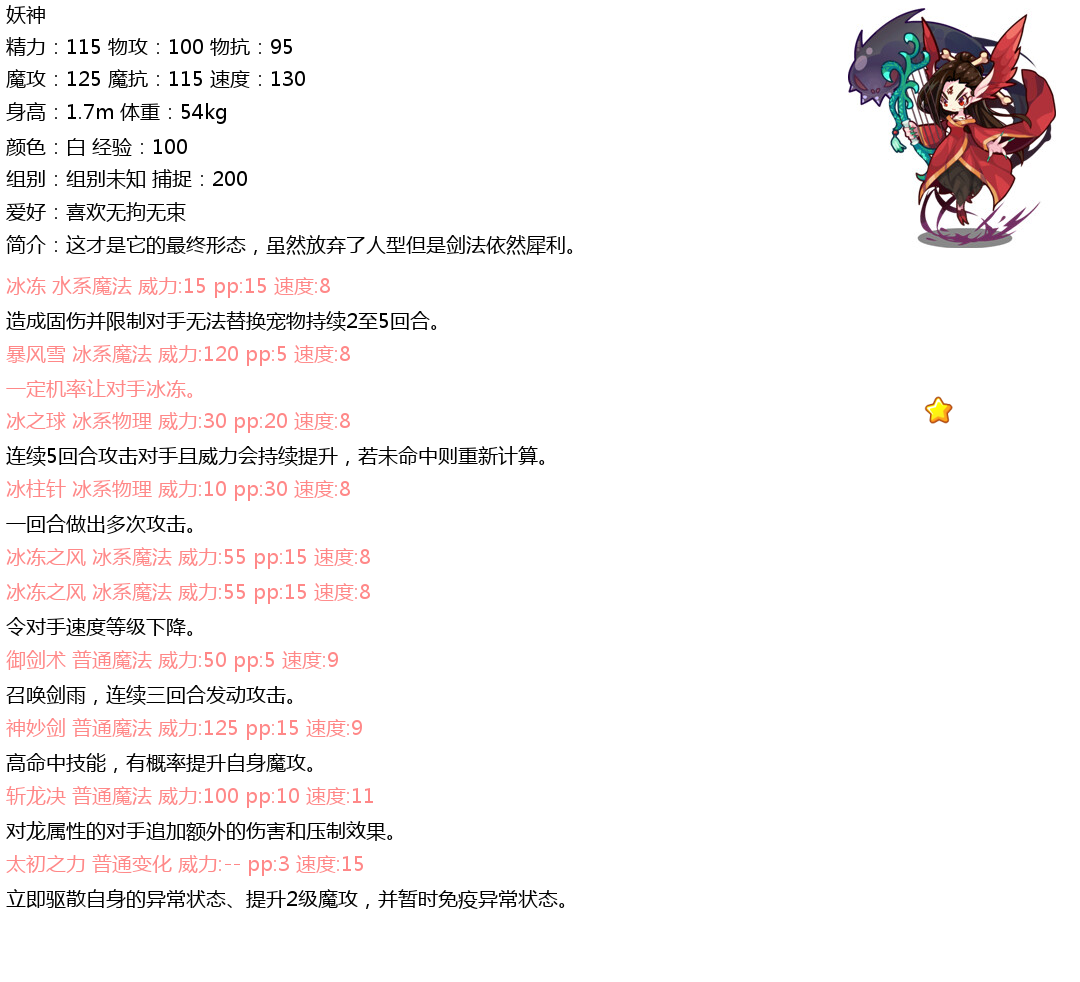 妖神
精力：115 物攻：100 物抗：95
魔攻：125 魔抗：115 速度：130
身高：1.7m 体重：54kg
颜色：白 经验：100
组别：组别未知 捕捉：200
爱好：喜欢无拘无束
简介：这才是它的最终形态，虽然放弃了人型但是剑法依然犀利。
冰冻 水系魔法 威力:15 pp:15 速度:8
造成固伤并限制对手无法替换宠物持续2至5回合。
暴风雪 冰系魔法 威力:120 pp:5 速度:8
一定机率让对手冰冻。
冰之球 冰系物理 威力:30 pp:20 速度:8
连续5回合攻击对手且威力会持续提升，若未命中则重新计算。
冰柱针 冰系物理 威力:10 pp:30 速度:8
一回合做出多次攻击。
冰冻之风 冰系魔法 威力:55 pp:15 速度:8
冰冻之风 冰系魔法 威力:55 pp:15 速度:8
令对手速度等级下降。
御剑术 普通魔法 威力:50 pp:5 速度:9
召唤剑雨，连续三回合发动攻击。
神妙剑 普通魔法 威力:125 pp:15 速度:9
高命中技能，有概率提升自身魔攻。
斩龙决 普通魔法 威力:100 pp:10 速度:11
对龙属性的对手追加额外的伤害和压制效果。
太初之力 普通变化 威力:-- pp:3 速度:15
立即驱散自身的异常状态、提升2级魔攻，并暂时免疫异常状态。